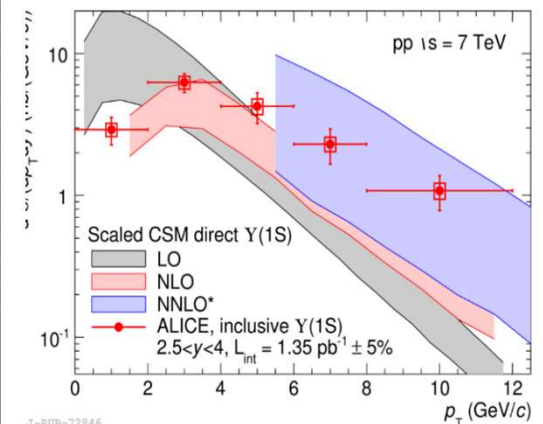 pp √s = 7 TeV
10
1
10⁻¹
Scaled CSM direct ϒ(1S)
LO
NLO
NNLO*
ALICE, inclusive ϒ(1S)
2.5<y<4, L_int = 1.35 pb⁻¹ ± 5%
0 2 4 6 8 10 12
p_T (GeV/c)